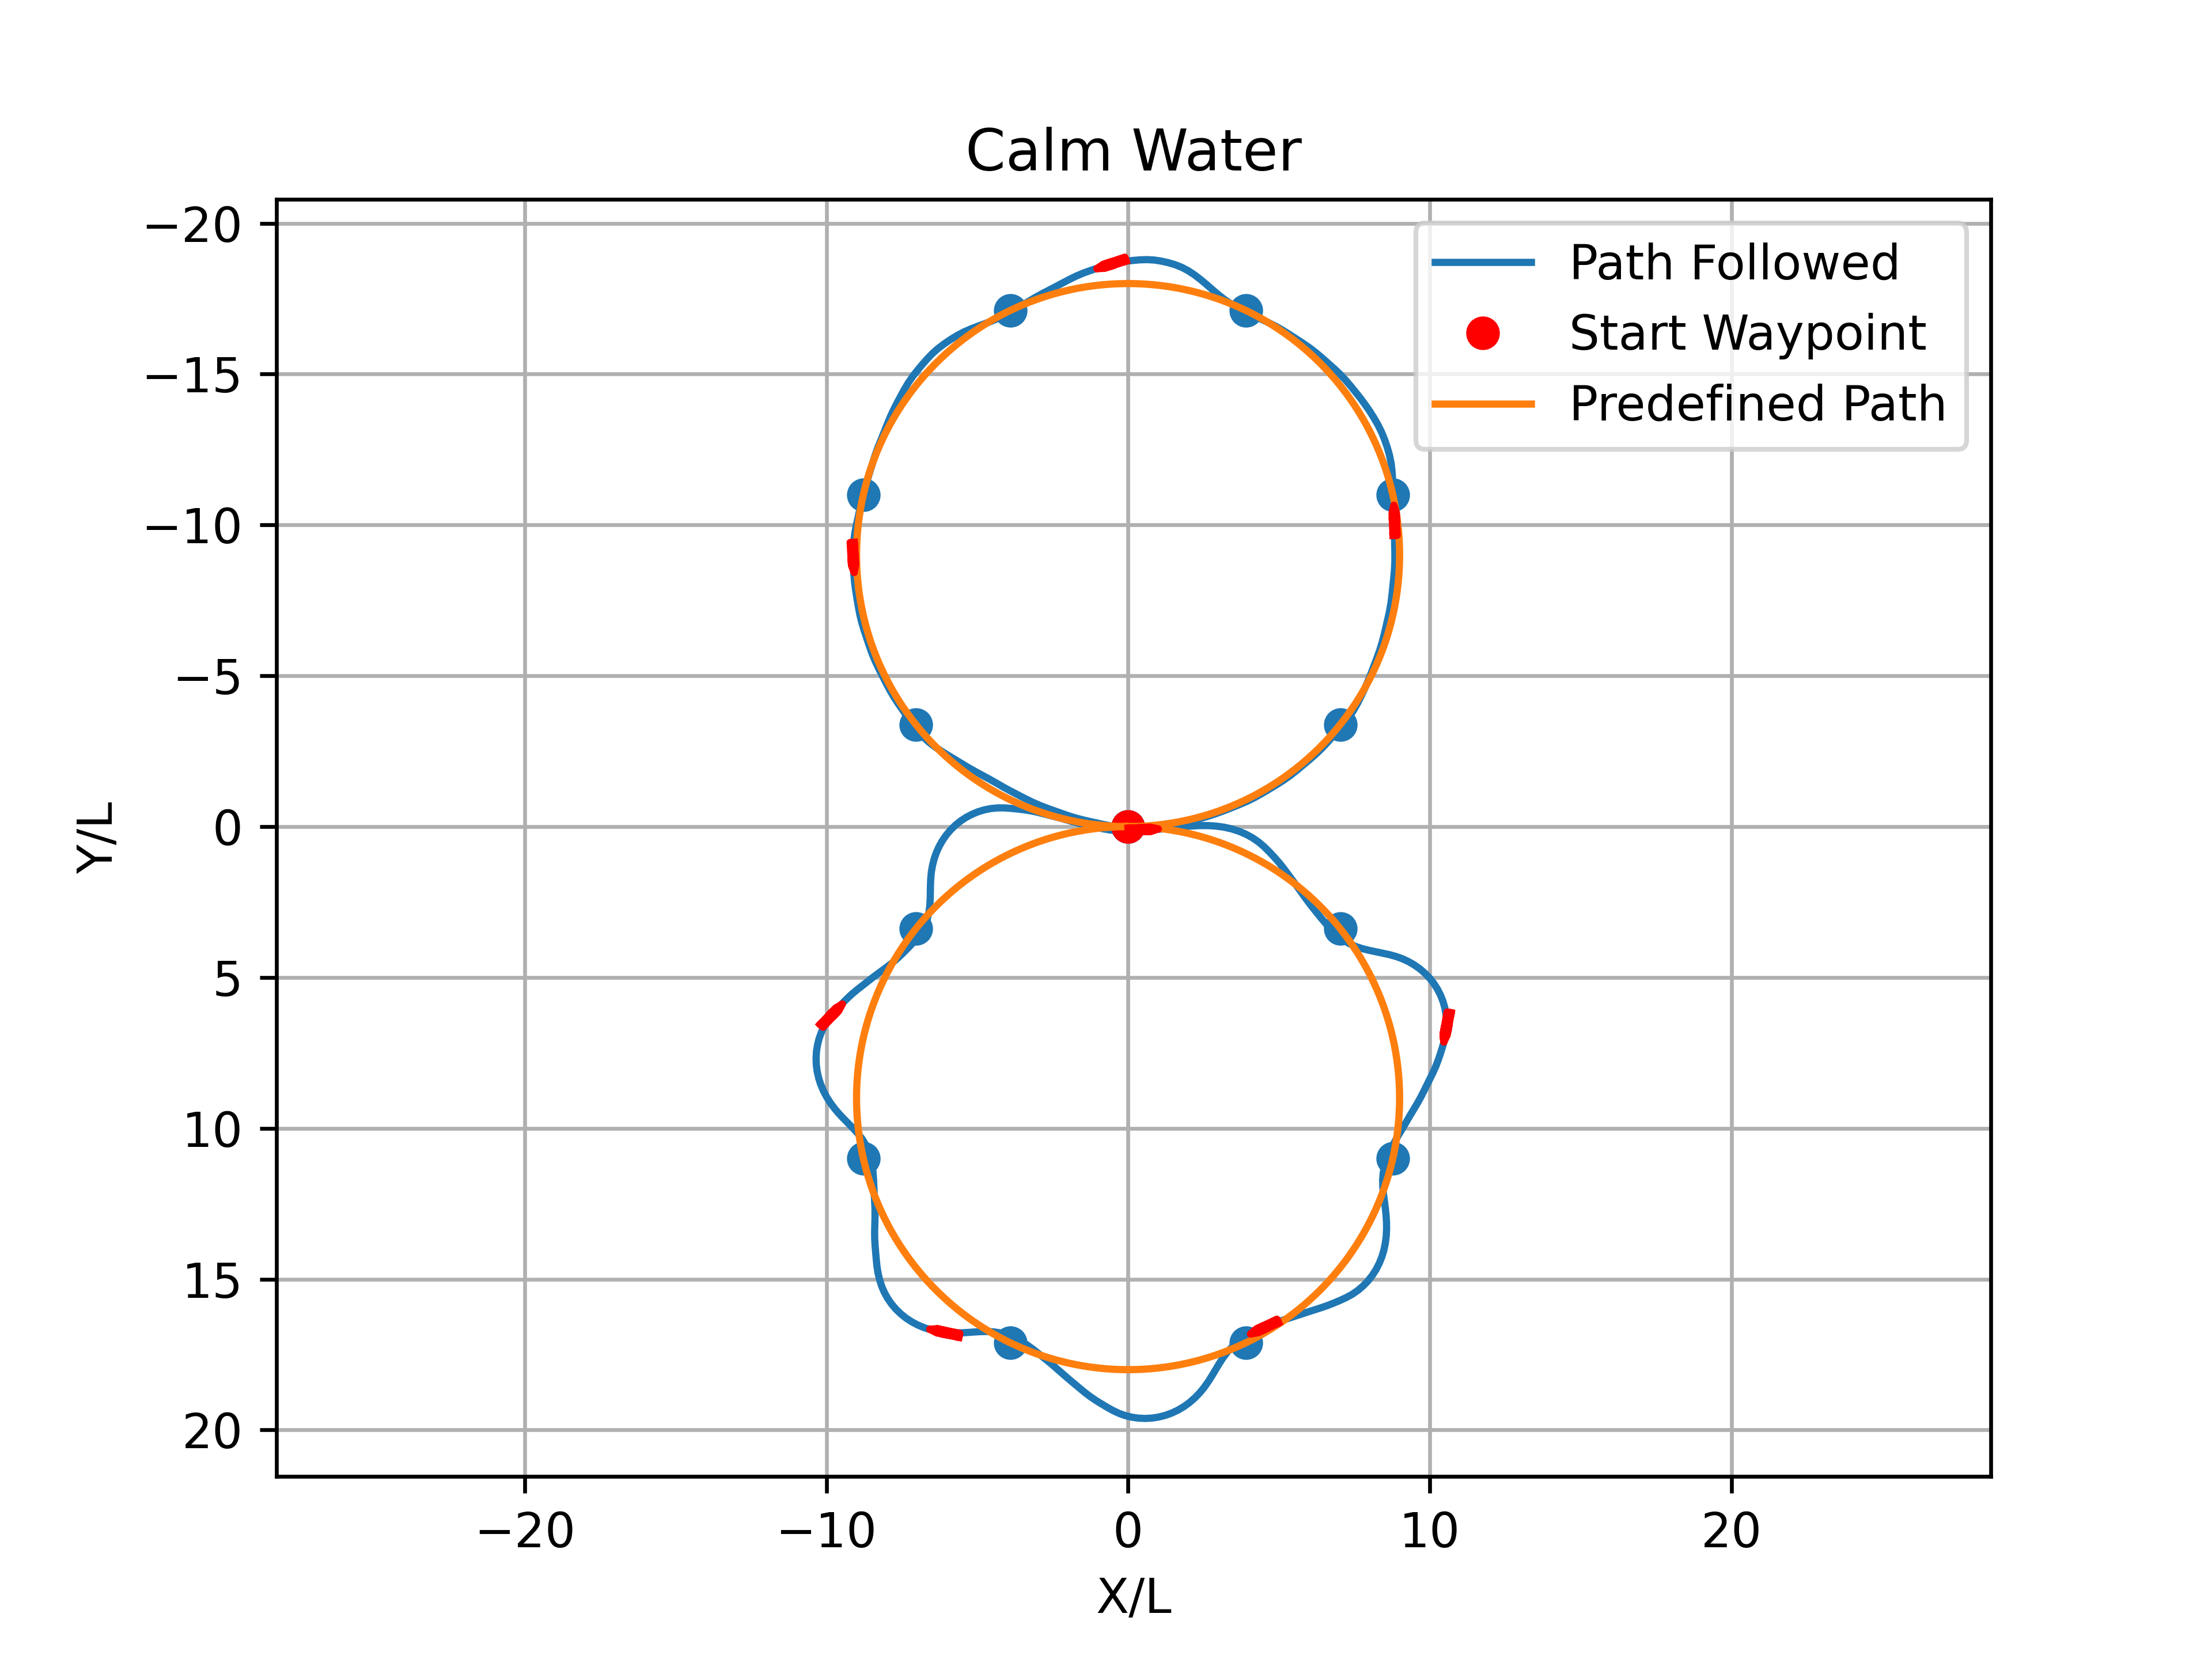 Calm Water
Path Followed
Start Waypoint
Predefined Path
−20
−15
−10
−5
0
5
10
15
20
Y/L
−20 −10 0 10 20
X/L